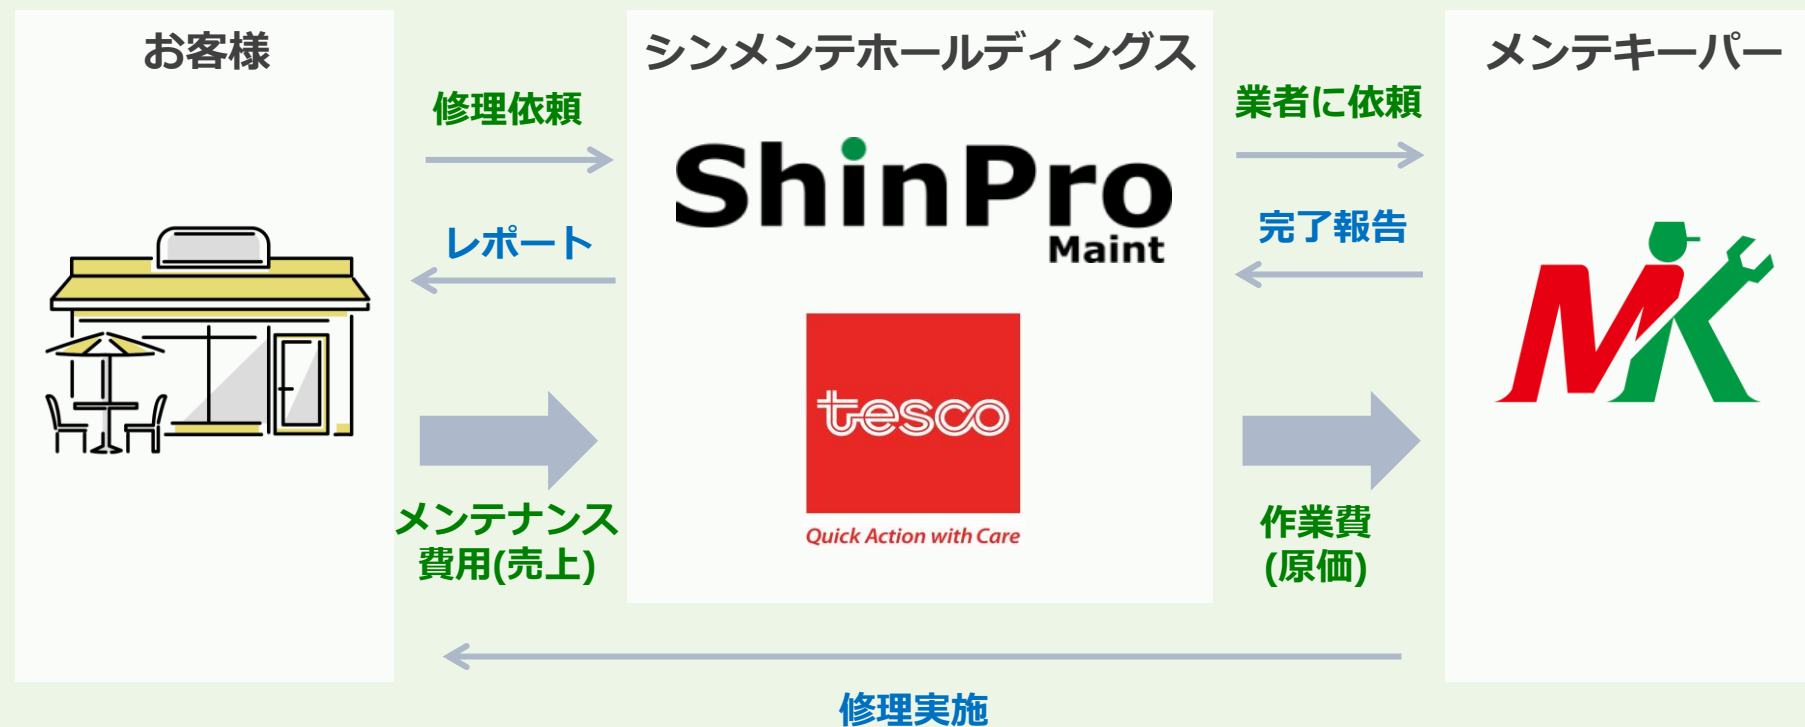 お客様
シンメンテホールディングス
メンテキーパー
修理依頼
業者に依頼
ShinPro
Maint
レポート
完了報告
MK
tesco
Quick Action with Care
メンテナンス
費用(売上)
作業費
(原価)
修理実施